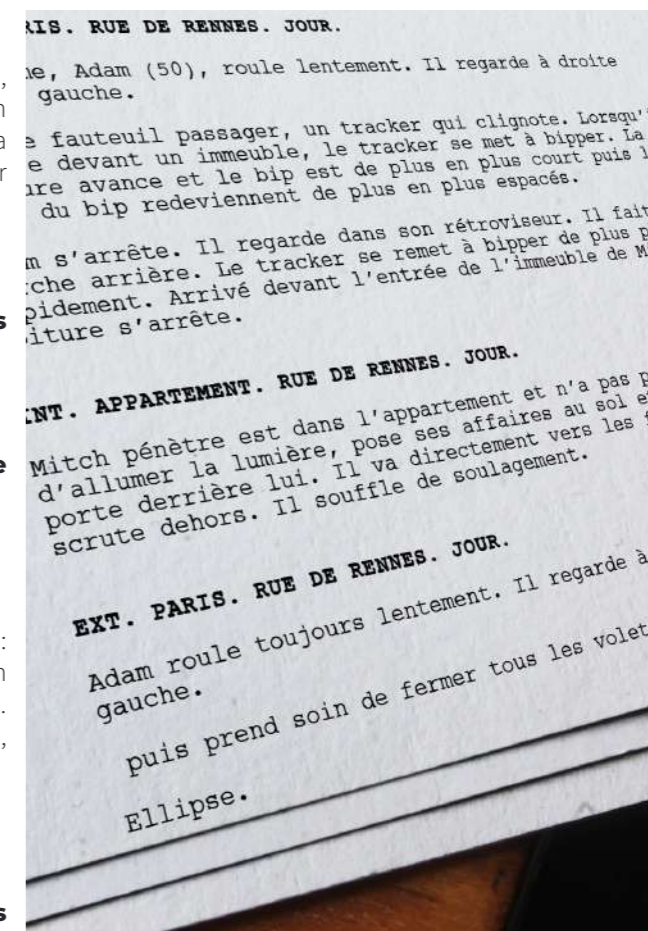 RIS. RUE DE RENNES. JOUR.
ne, Adam (50), roule lentement. Il regarde à droite
gauche.
e fauteuil passager, un tracker qui clignote. Lorsqu'
e devant un immeuble, le tracker se met à bipper. La
ure avance et le bip est de plus en plus court puis l
du bip redeviennent de plus en plus espacés.
m s'arrête. Il regarde dans son rétroviseur. Il fait
che arrière. Le tracker se remet à bipper de plus p
pidement. Arrivé devant l'entrée de l'immeuble de M
iture s'arrête.
INT. APPARTEMENT. RUE DE RENNES. JOUR.
Mitch pénètre est dans l'appartement et n'a pas p
d'allumer la lumière, pose ses affaires au sol e
porte derrière lui. Il va directement vers les f
scrute dehors. Il souffle de soulagement.
EXT. PARIS. RUE DE RENNES. JOUR.
Adam roule toujours lentement. Il regarde à
gauche.
puis prend soin de fermer tous les volet
Ellipse.